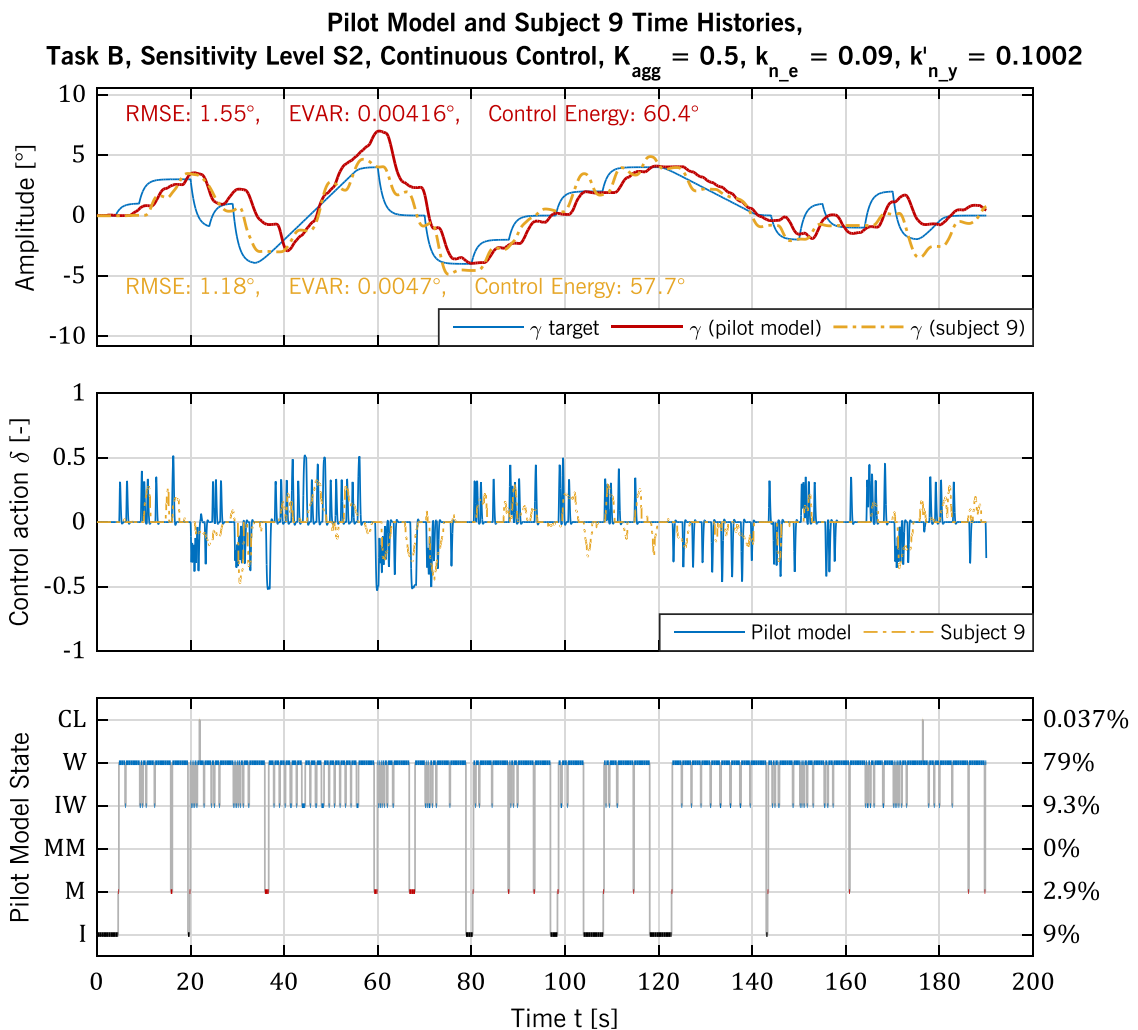 Pilot Model and Subject 9 Time Histories,
Task B, Sensitivity Level S2, Continuous Control, K_agg = 0.5, k_n_e = 0.09, k'_n_y = 0.1002
10
5
0
-5
-10
Amplitude [°]
RMSE: 1.55°, EVAR: 0.00416°, Control Energy: 60.4°
RMSE: 1.18°, EVAR: 0.0047°, Control Energy: 57.7°
γ target γ (pilot model) γ (subject 9)
1
0.5
0
-0.5
-1
Control action δ [-]
Pilot model Subject 9
Pilot Model State
CL 0.037%
W 79%
IW 9.3%
MM 0%
M 2.9%
I 9%
0 20 40 60 80 100 120 140 160 180 200
Time t [s]